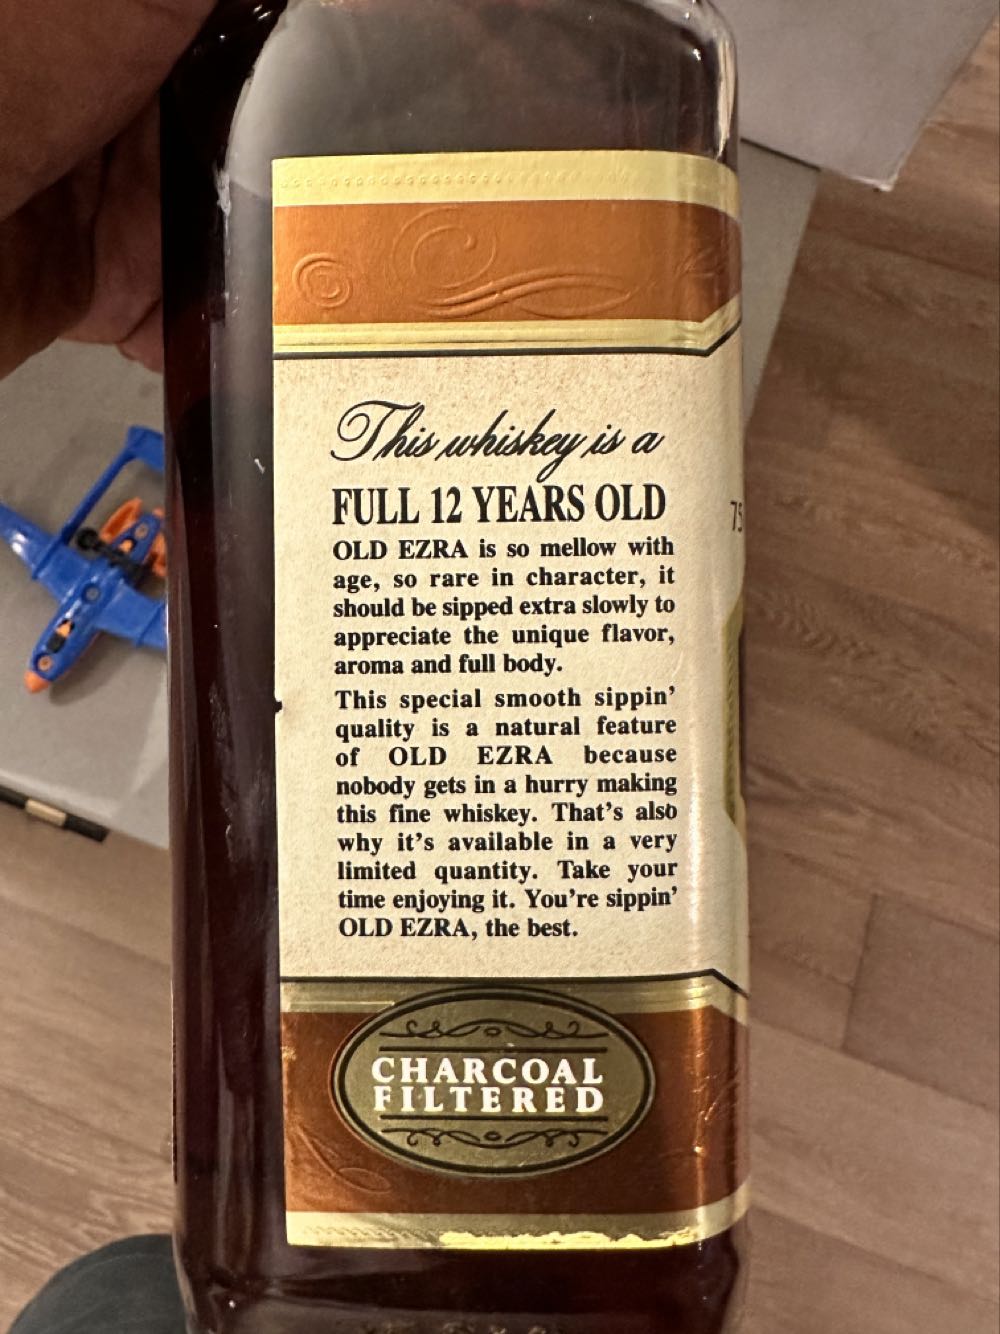 This whiskey is a
FULL 12 YEARS OLD
OLD EZRA is so mellow with
age, so rare in character, it
should be sipped extra slowly to
appreciate the unique flavor,
aroma and full body.
This special smooth sippin'
quality is a natural feature
of OLD EZRA because
nobody gets in a hurry making
this fine whiskey. That's also
why it's available in a very
limited quantity. Take your
time enjoying it. You're sippin'
OLD EZRA, the best.
CHARCOAL
FILTERED